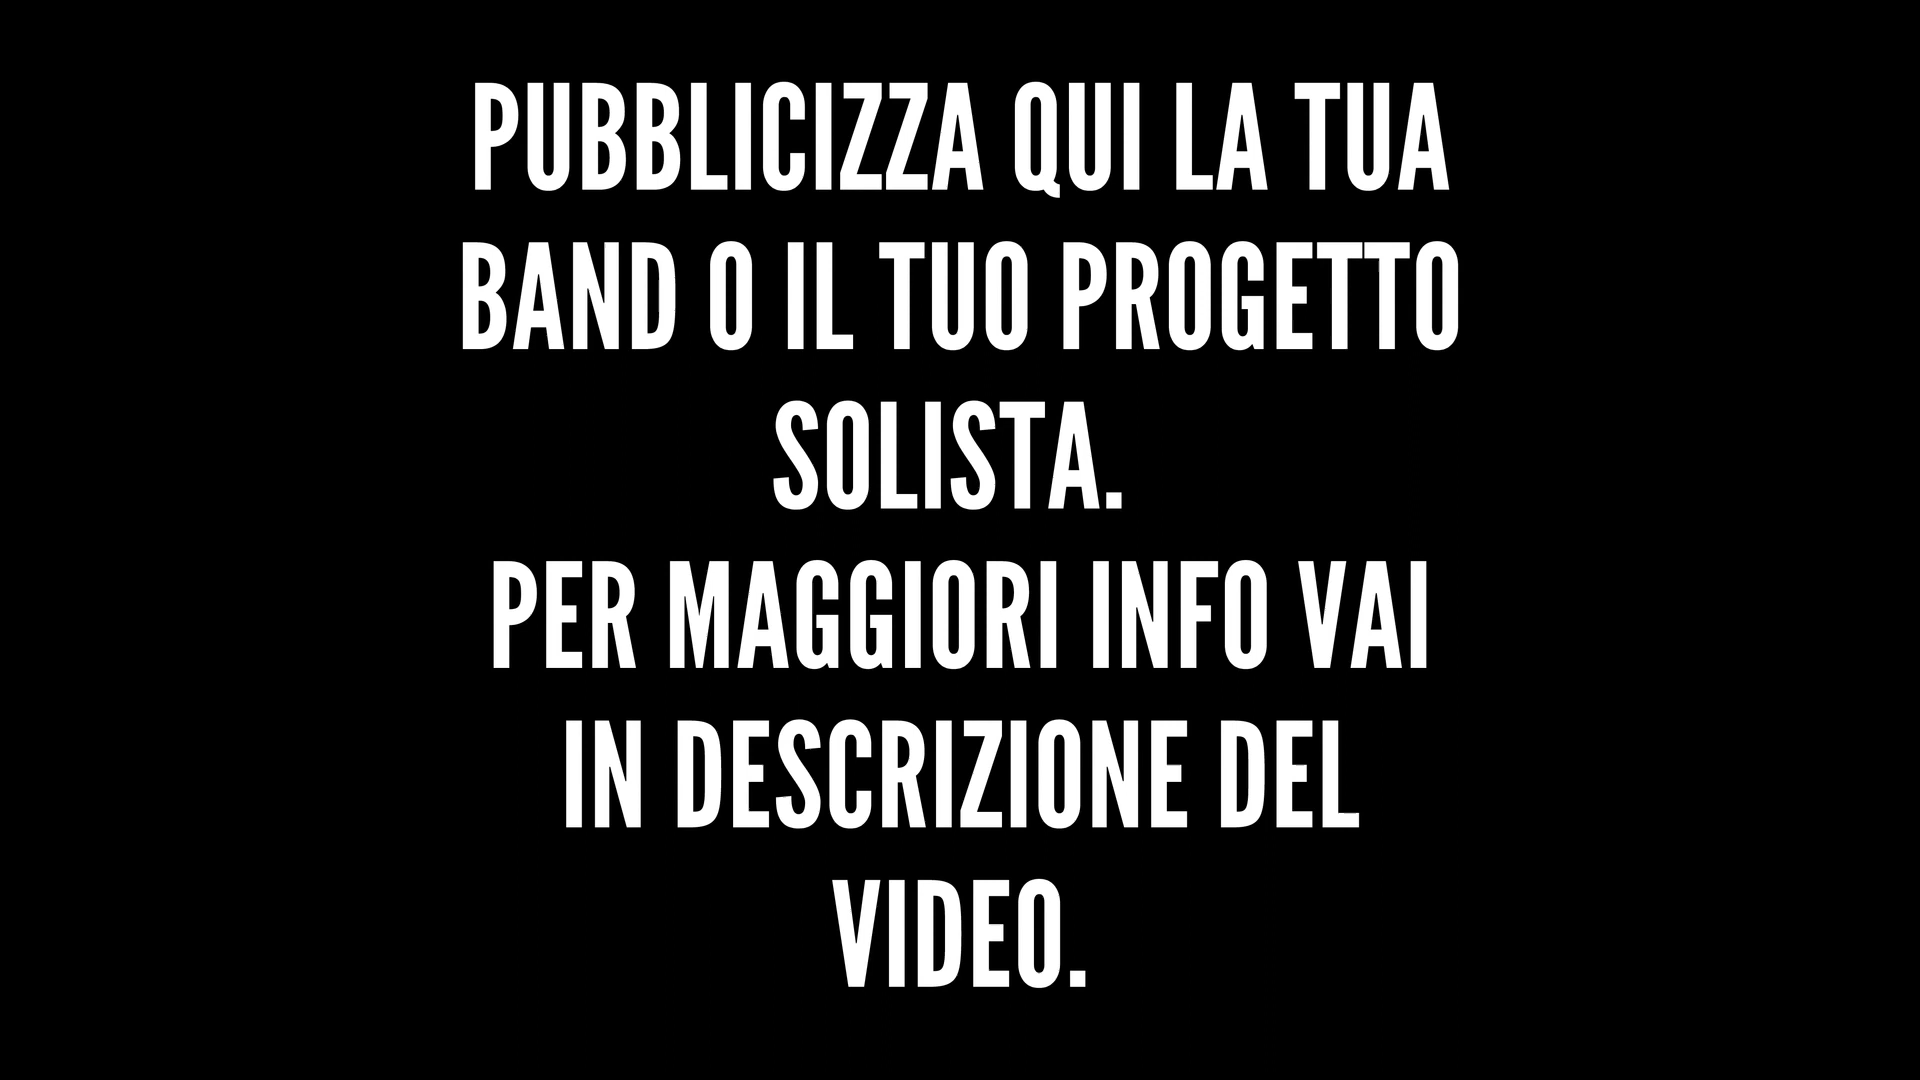 PUBBLICIZZA QUI LA TUA
BAND O IL TUO PROGETTO
SOLISTA.
PER MAGGIORI INFO VAI
IN DESCRIZIONE DEL
VIDEO.